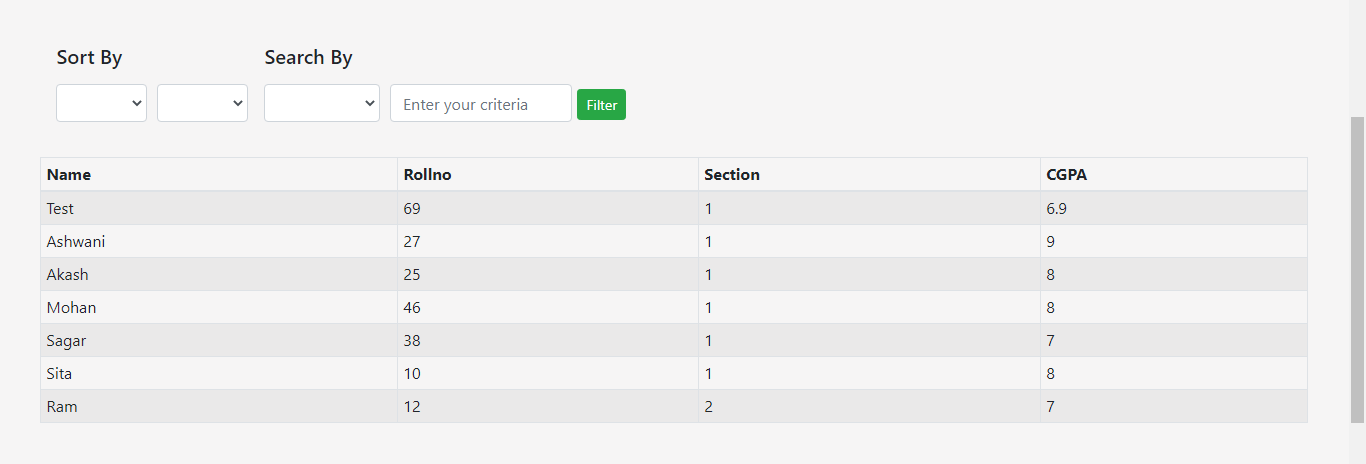 Sort By Search By
Enter your criteria Filter
Name Rollno Section CGPA
Test 69 1 6.9
Ashwani 27 1 9
Akash 25 1 8
Mohan 46 1 8
Sagar 38 1 7
Sita 10 1 8
Ram 12 2 7